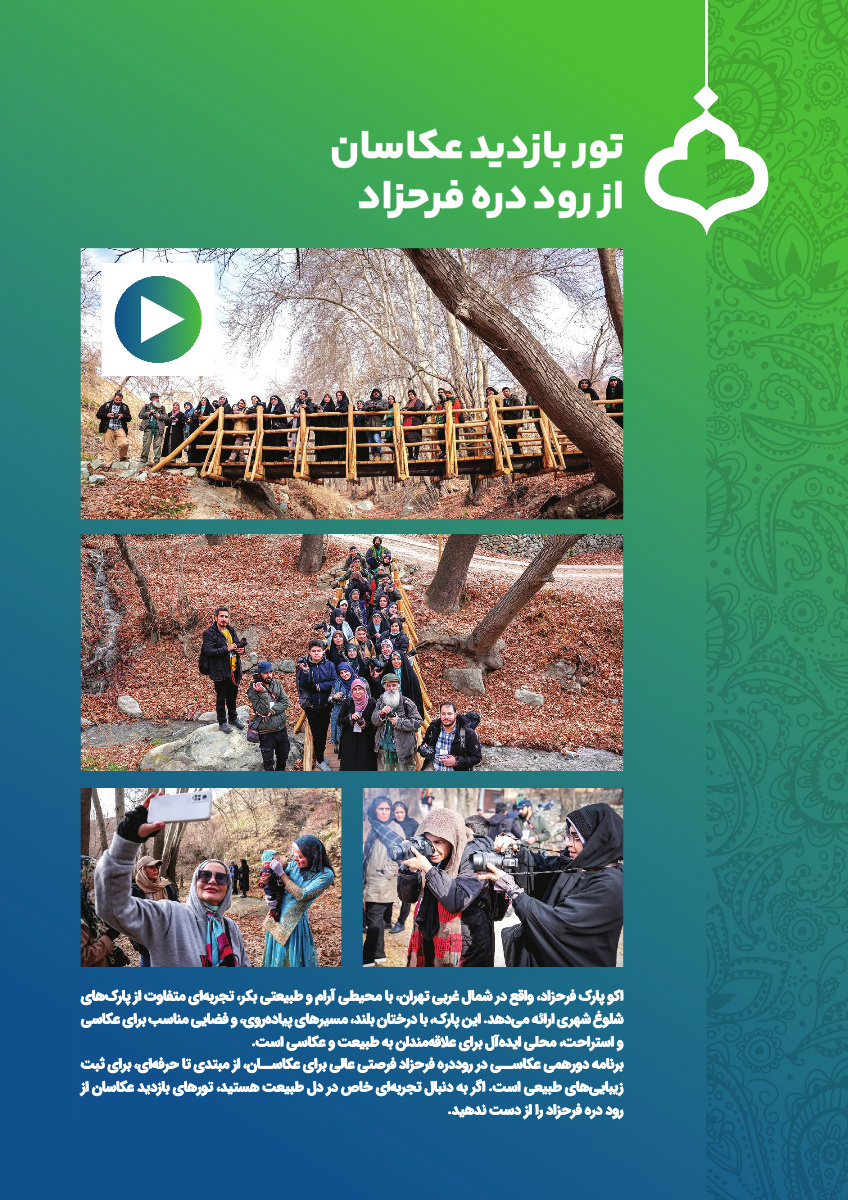 تور بازدید عکاسان
از رود دره فرحزاد
اکو پارک فرحزاد، واقع در شمال غربی تهران، با محیطی آرام و طبیعتی بکر، تجربه‌ای متفاوت از پارک‌های
شلوغ شهری ارائه می‌دهد. این پارک، با درختان بلند، مسیرهای پیاده‌روی، و فضایی مناسب برای عکاسی
و استراحت، محلی ایده‌آل برای علاقه‌مندان به طبیعت و عکاسی است.
برنامه دورهمی عکاســی در رود‌دره فرحزاد فرصتی عالی برای عکاســان، از مبتدی تا حرفه‌ای، برای ثبت
زیبایی‌های طبیعی است. اگر به دنبال تجربه‌ای خاص در دل طبیعت هستید، تورهای بازدید عکاسان از
رود دره فرحزاد را از دست ندهید.